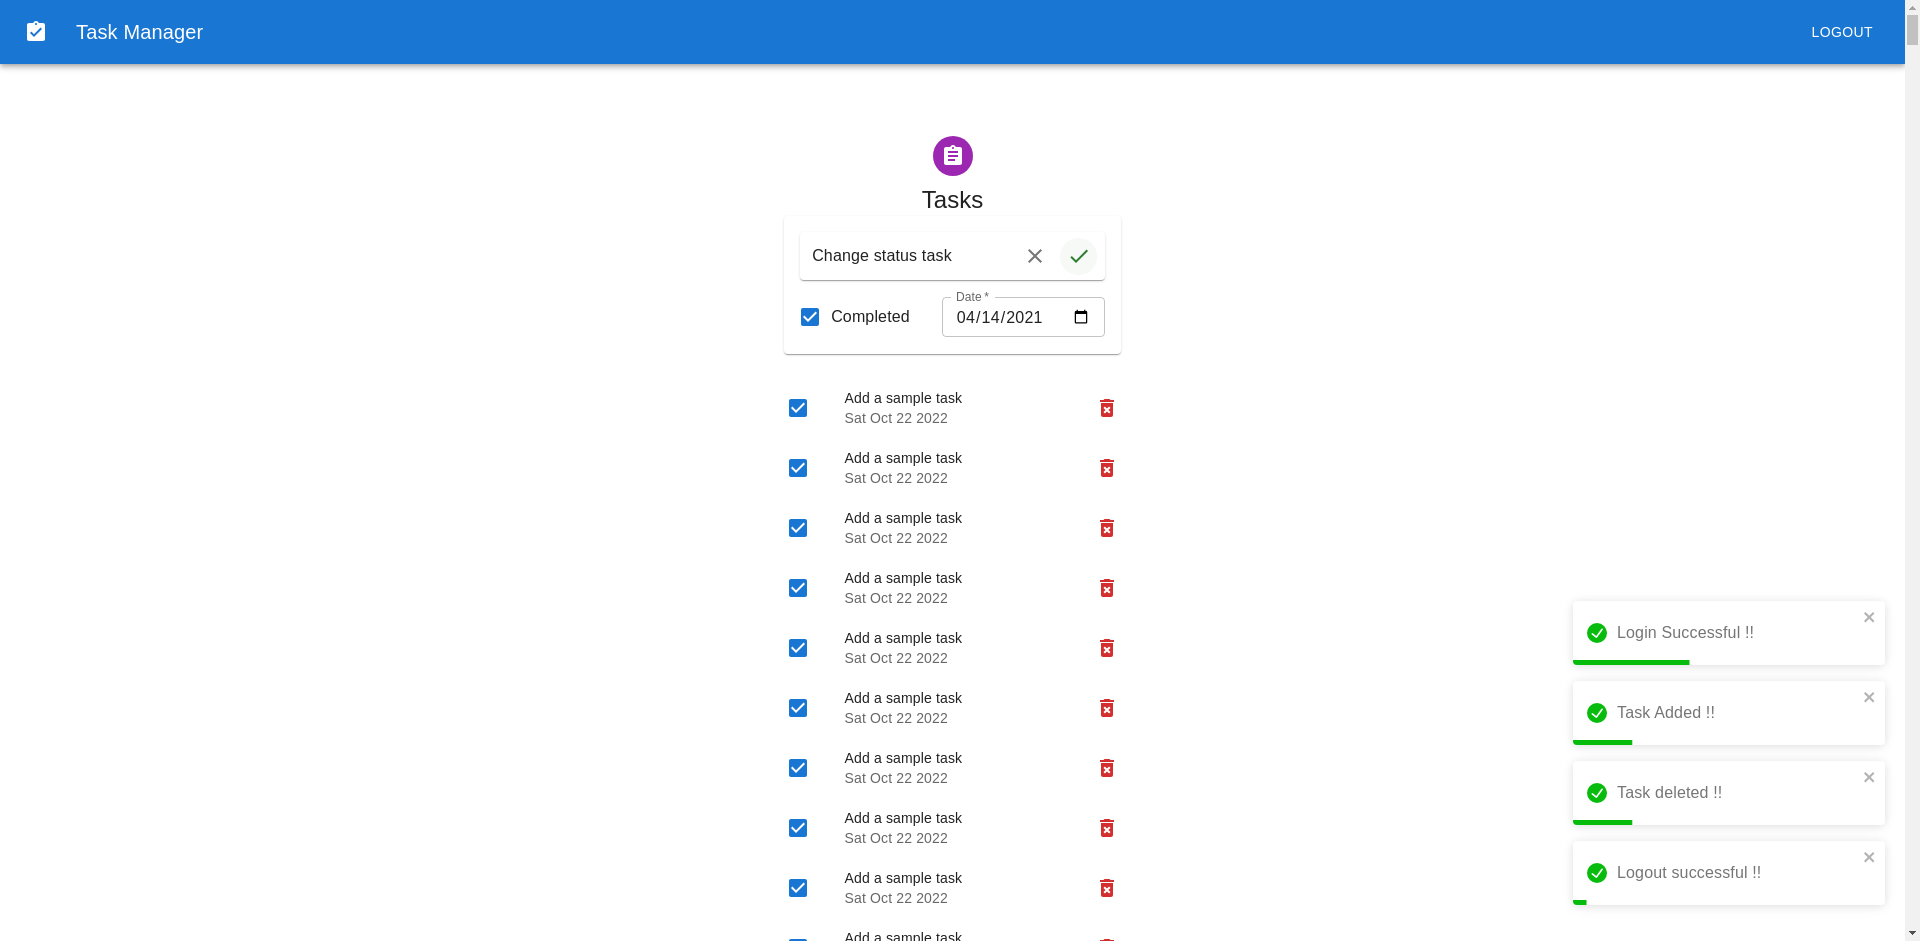 Task Manager
LOGOUT
Tasks
Change status task
Completed
Date *
04/14/2021
Add a sample task
Sat Oct 22 2022
Add a sample task
Sat Oct 22 2022
Add a sample task
Sat Oct 22 2022
Add a sample task
Sat Oct 22 2022
Add a sample task
Sat Oct 22 2022
Add a sample task
Sat Oct 22 2022
Add a sample task
Sat Oct 22 2022
Add a sample task
Sat Oct 22 2022
Add a sample task
Sat Oct 22 2022
Add a sample task
Login Successful !!
Task Added !!
Task deleted !!
Logout successful !!